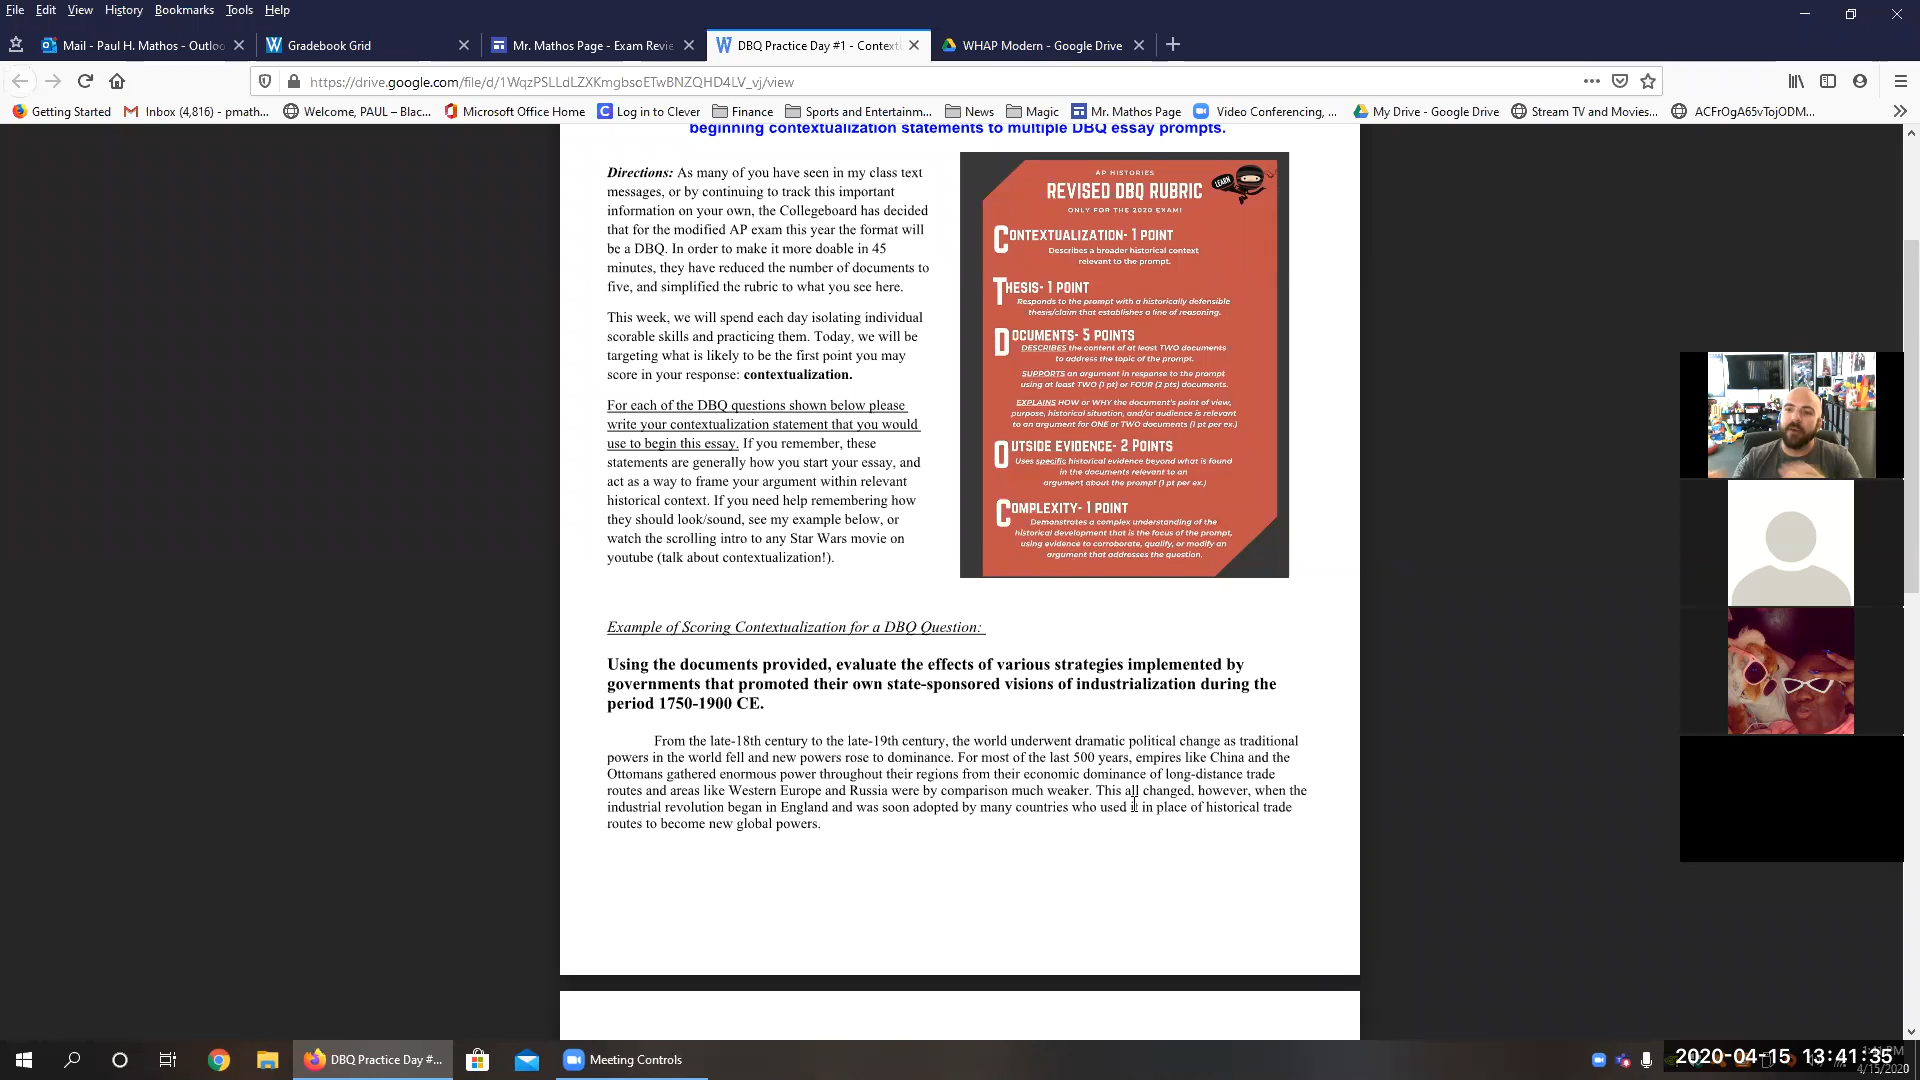 File Edit View History Bookmarks Tools Help
Mail - Paul H. Mathos - Outloo
Gradebook Grid
Mr. Mathos Page - Exam Revie
DBQ Practice Day #1 - Context
WHAP Modern - Google Drive
https://drive.google.com/file/d/1WqzPSLLdLZXKmgbsoETwBNZQHD4LV_vj/view
Getting Started
Inbox (4,816) - pmath...
Welcome, PAUL – Blac...
Microsoft Office Home
Log in to Clever
Finance
Sports and Entertainm...
News
Magic
Mr. Mathos Page
Video Conferencing, ...
My Drive - Google Drive
Stream TV and Movies...
ACFrOgA65vTojODM...
beginning contextualization statements to multiple DBQ essay prompts.
Directions: As many of you have seen in my class text
messages, or by continuing to track this important
information on your own, the Collegeboard has decided
that for the modified AP exam this year the format will
be a DBQ. In order to make it more doable in 45
minutes, they have reduced the number of documents to
five, and simplified the rubric to what you see here.
This week, we will spend each day isolating individual
scorable skills and practicing them. Today, we will be
targeting what is likely to be the first point you may
score in your response: contextualization.
For each of the DBQ questions shown below please
write your contextualization statement that you would
use to begin this essay. If you remember, these
statements are generally how you start your essay, and
act as a way to frame your argument within relevant
historical context. If you need help remembering how
they should look/sound, see my example below, or
watch the scrolling intro to any Star Wars movie on
youtube (talk about contextualization!).
AP HISTORIES
REVISED DBQ RUBRIC
LEARN
ONLY FOR THE 2020 EXAM!
CONTEXTUALIZATION- 1 POINT
Describes a broader historical context
relevant to the prompt.
THESIS- 1 POINT
Responds to the prompt with a historically defensible
thesis/claim that establishes a line of reasoning.
DOCUMENTS- 5 POINTS
DESCRIBES the content of at least TWO documents
to address the topic of the prompt.
SUPPORTS an argument in response to the prompt
using at least TWO (1 pt) or FOUR (2 pts) documents.
EXPLAINS HOW or WHY the document's point of view,
purpose, historical situation, and/or audience is relevant
to an argument for ONE or TWO documents (1 pt per ex.)
OUTSIDE EVIDENCE- 2 POINTS
Uses specific historical evidence beyond what is found
in the documents relevant to an
argument about the prompt (1 pt per ex.)
COMPLEXITY- 1 POINT
Demonstrates a complex understanding of the
historical development that is the focus of the prompt,
using evidence to corroborate, qualify, or modify an
argument that addresses the question.
Example of Scoring Contextualization for a DBQ Question:
Using the documents provided, evaluate the effects of various strategies implemented by
governments that promoted their own state-sponsored visions of industrialization during the
period 1750-1900 CE.
From the late-18th century to the late-19th century, the world underwent dramatic political change as traditional
powers in the world fell and new powers rose to dominance. For most of the last 500 years, empires like China and the
Ottomans gathered enormous power throughout their regions from their economic dominance of long-distance trade
routes and areas like Western Europe and Russia were by comparison much weaker. This all changed, however, when the
industrial revolution began in England and was soon adopted by many countries who used it in place of historical trade
routes to become new global powers.
DBQ Practice Day #...
Meeting Controls
2020-04-15 13:41:35
4/15/2020